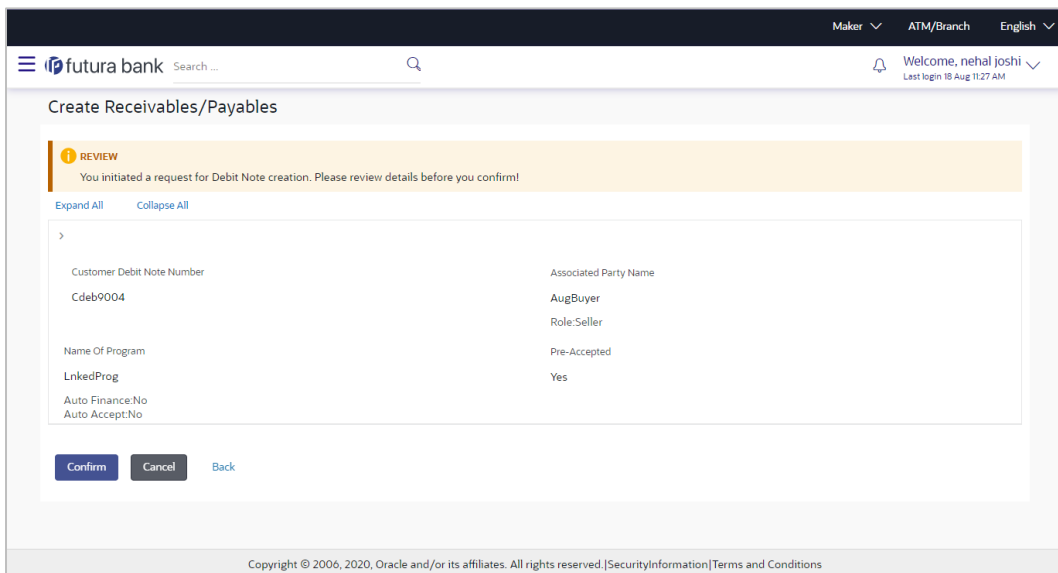 Maker ATM/Branch English
futura bank Search ... Welcome, nehal joshi
Last login 18 Aug 11:27 AM
Create Receivables/Payables
REVIEW
You initiated a request for Debit Note creation. Please review details before you confirm!
Expand All Collapse All
Customer Debit Note Number Associated Party Name
Cdeb9004 AugBuyer
Role:Seller
Name Of Program Pre-Accepted
LnkedProg Yes
Auto Finance:No
Auto Accept:No
Confirm Cancel Back
Copyright © 2006, 2020, Oracle and/or its affiliates. All rights reserved.|SecurityInformation|Terms and Conditions